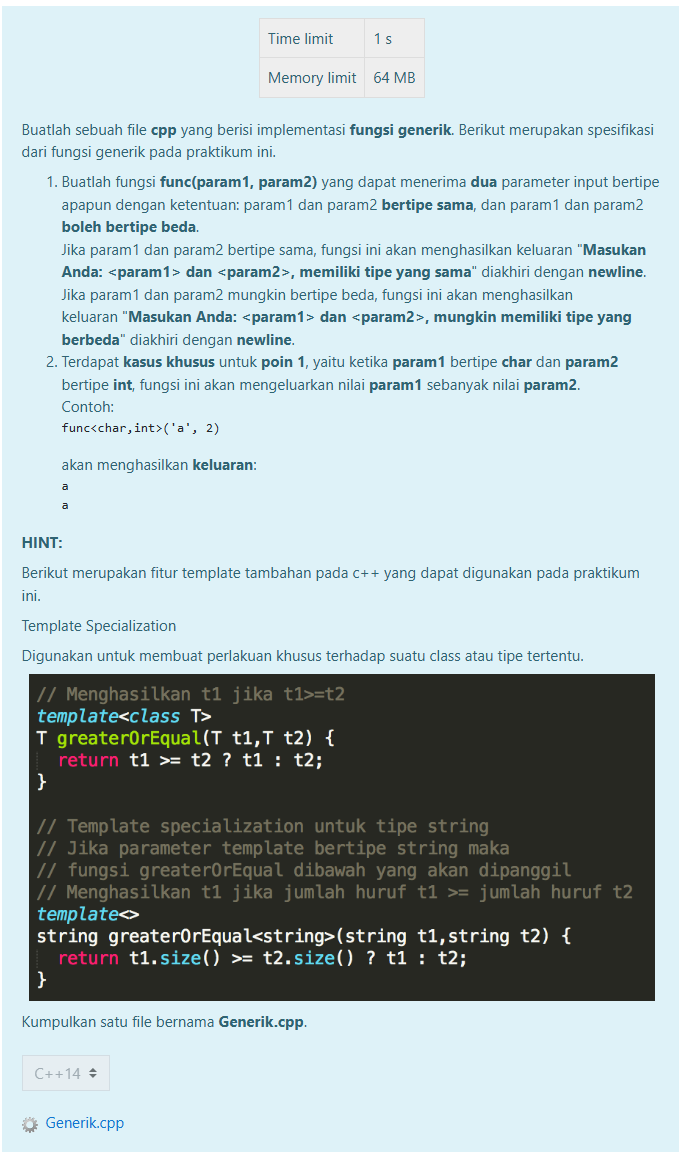 Time limit 1 s
Memory limit 64 MB
Buatlah sebuah file cpp yang berisi implementasi fungsi generik. Berikut merupakan spesifikasi
dari fungsi generik pada praktikum ini.
1. Buatlah fungsi func(param1, param2) yang dapat menerima dua parameter input bertipe
apapun dengan ketentuan: param1 dan param2 bertipe sama, dan param1 dan param2
boleh bertipe beda.
Jika param1 dan param2 bertipe sama, fungsi ini akan menghasilkan keluaran "Masukan
Anda: <param1> dan <param2>, memiliki tipe yang sama" diakhiri dengan newline.
Jika param1 dan param2 mungkin bertipe beda, fungsi ini akan menghasilkan
keluaran "Masukan Anda: <param1> dan <param2>, mungkin memiliki tipe yang
berbeda" diakhiri dengan newline.
2. Terdapat kasus khusus untuk poin 1, yaitu ketika param1 bertipe char dan param2
bertipe int, fungsi ini akan mengeluarkan nilai param1 sebanyak nilai param2.
Contoh:
func<char,int>('a', 2)
akan menghasilkan keluaran:
a
a
HINT:
Berikut merupakan fitur template tambahan pada c++ yang dapat digunakan pada praktikum
ini.
Template Specialization
Digunakan untuk membuat perlakuan khusus terhadap suatu class atau tipe tertentu.
// Menghasilkan t1 jika t1>=t2
template<class T>
T greaterOrEqual(T t1,T t2) {
return t1 >= t2 ? t1 : t2;
}
// Template specialization untuk tipe string
// Jika parameter template bertipe string maka
// fungsi greaterOrEqual dibawah yang akan dipanggil
// Menghasilkan t1 jika jumlah huruf t1 >= jumlah huruf t2
template<>
string greaterOrEqual<string>(string t1,string t2) {
return t1.size() >= t2.size() ? t1 : t2;
}
Kumpulkan satu file bernama Generik.cpp.
C++14
Generik.cpp